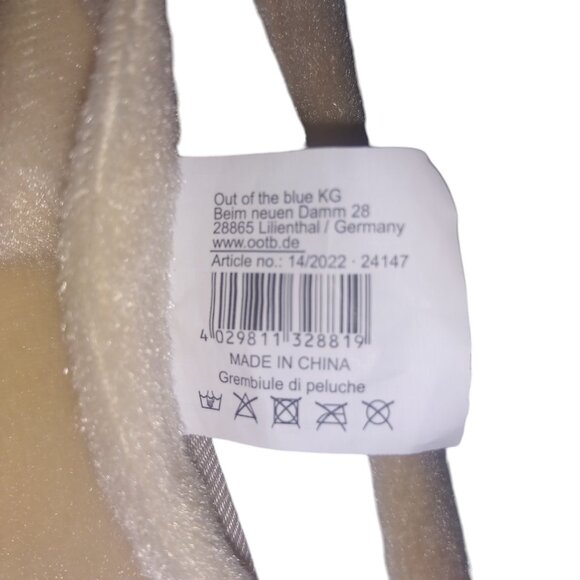 Out of the blue KG
Beim neuen Damm 28
28865 Lilienthal / Germany
www.ootb.de
Article no.: 14/2022 · 24147
4 029811 328819
MADE IN CHINA
Grembiule di peluche